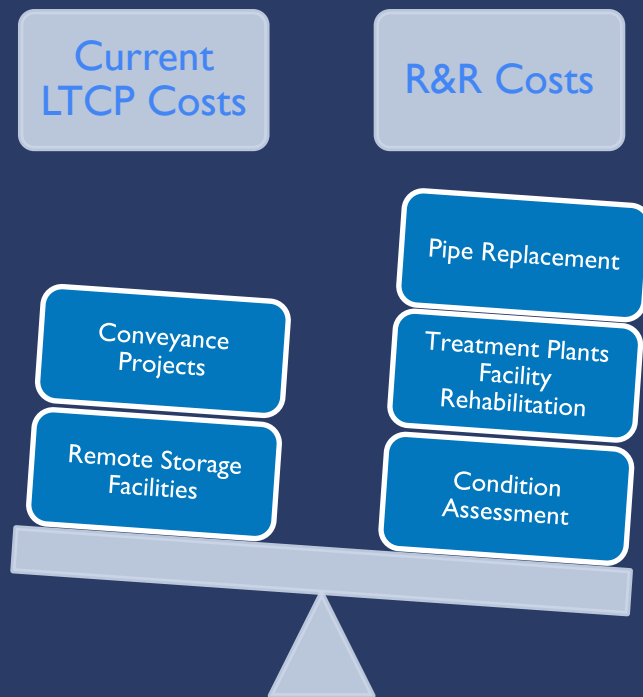 Current
LTCP Costs
R&R Costs
Conveyance
Projects
Remote Storage
Facilities
Pipe Replacement
Treatment Plants
Facility
Rehabilitation
Condition
Assessment